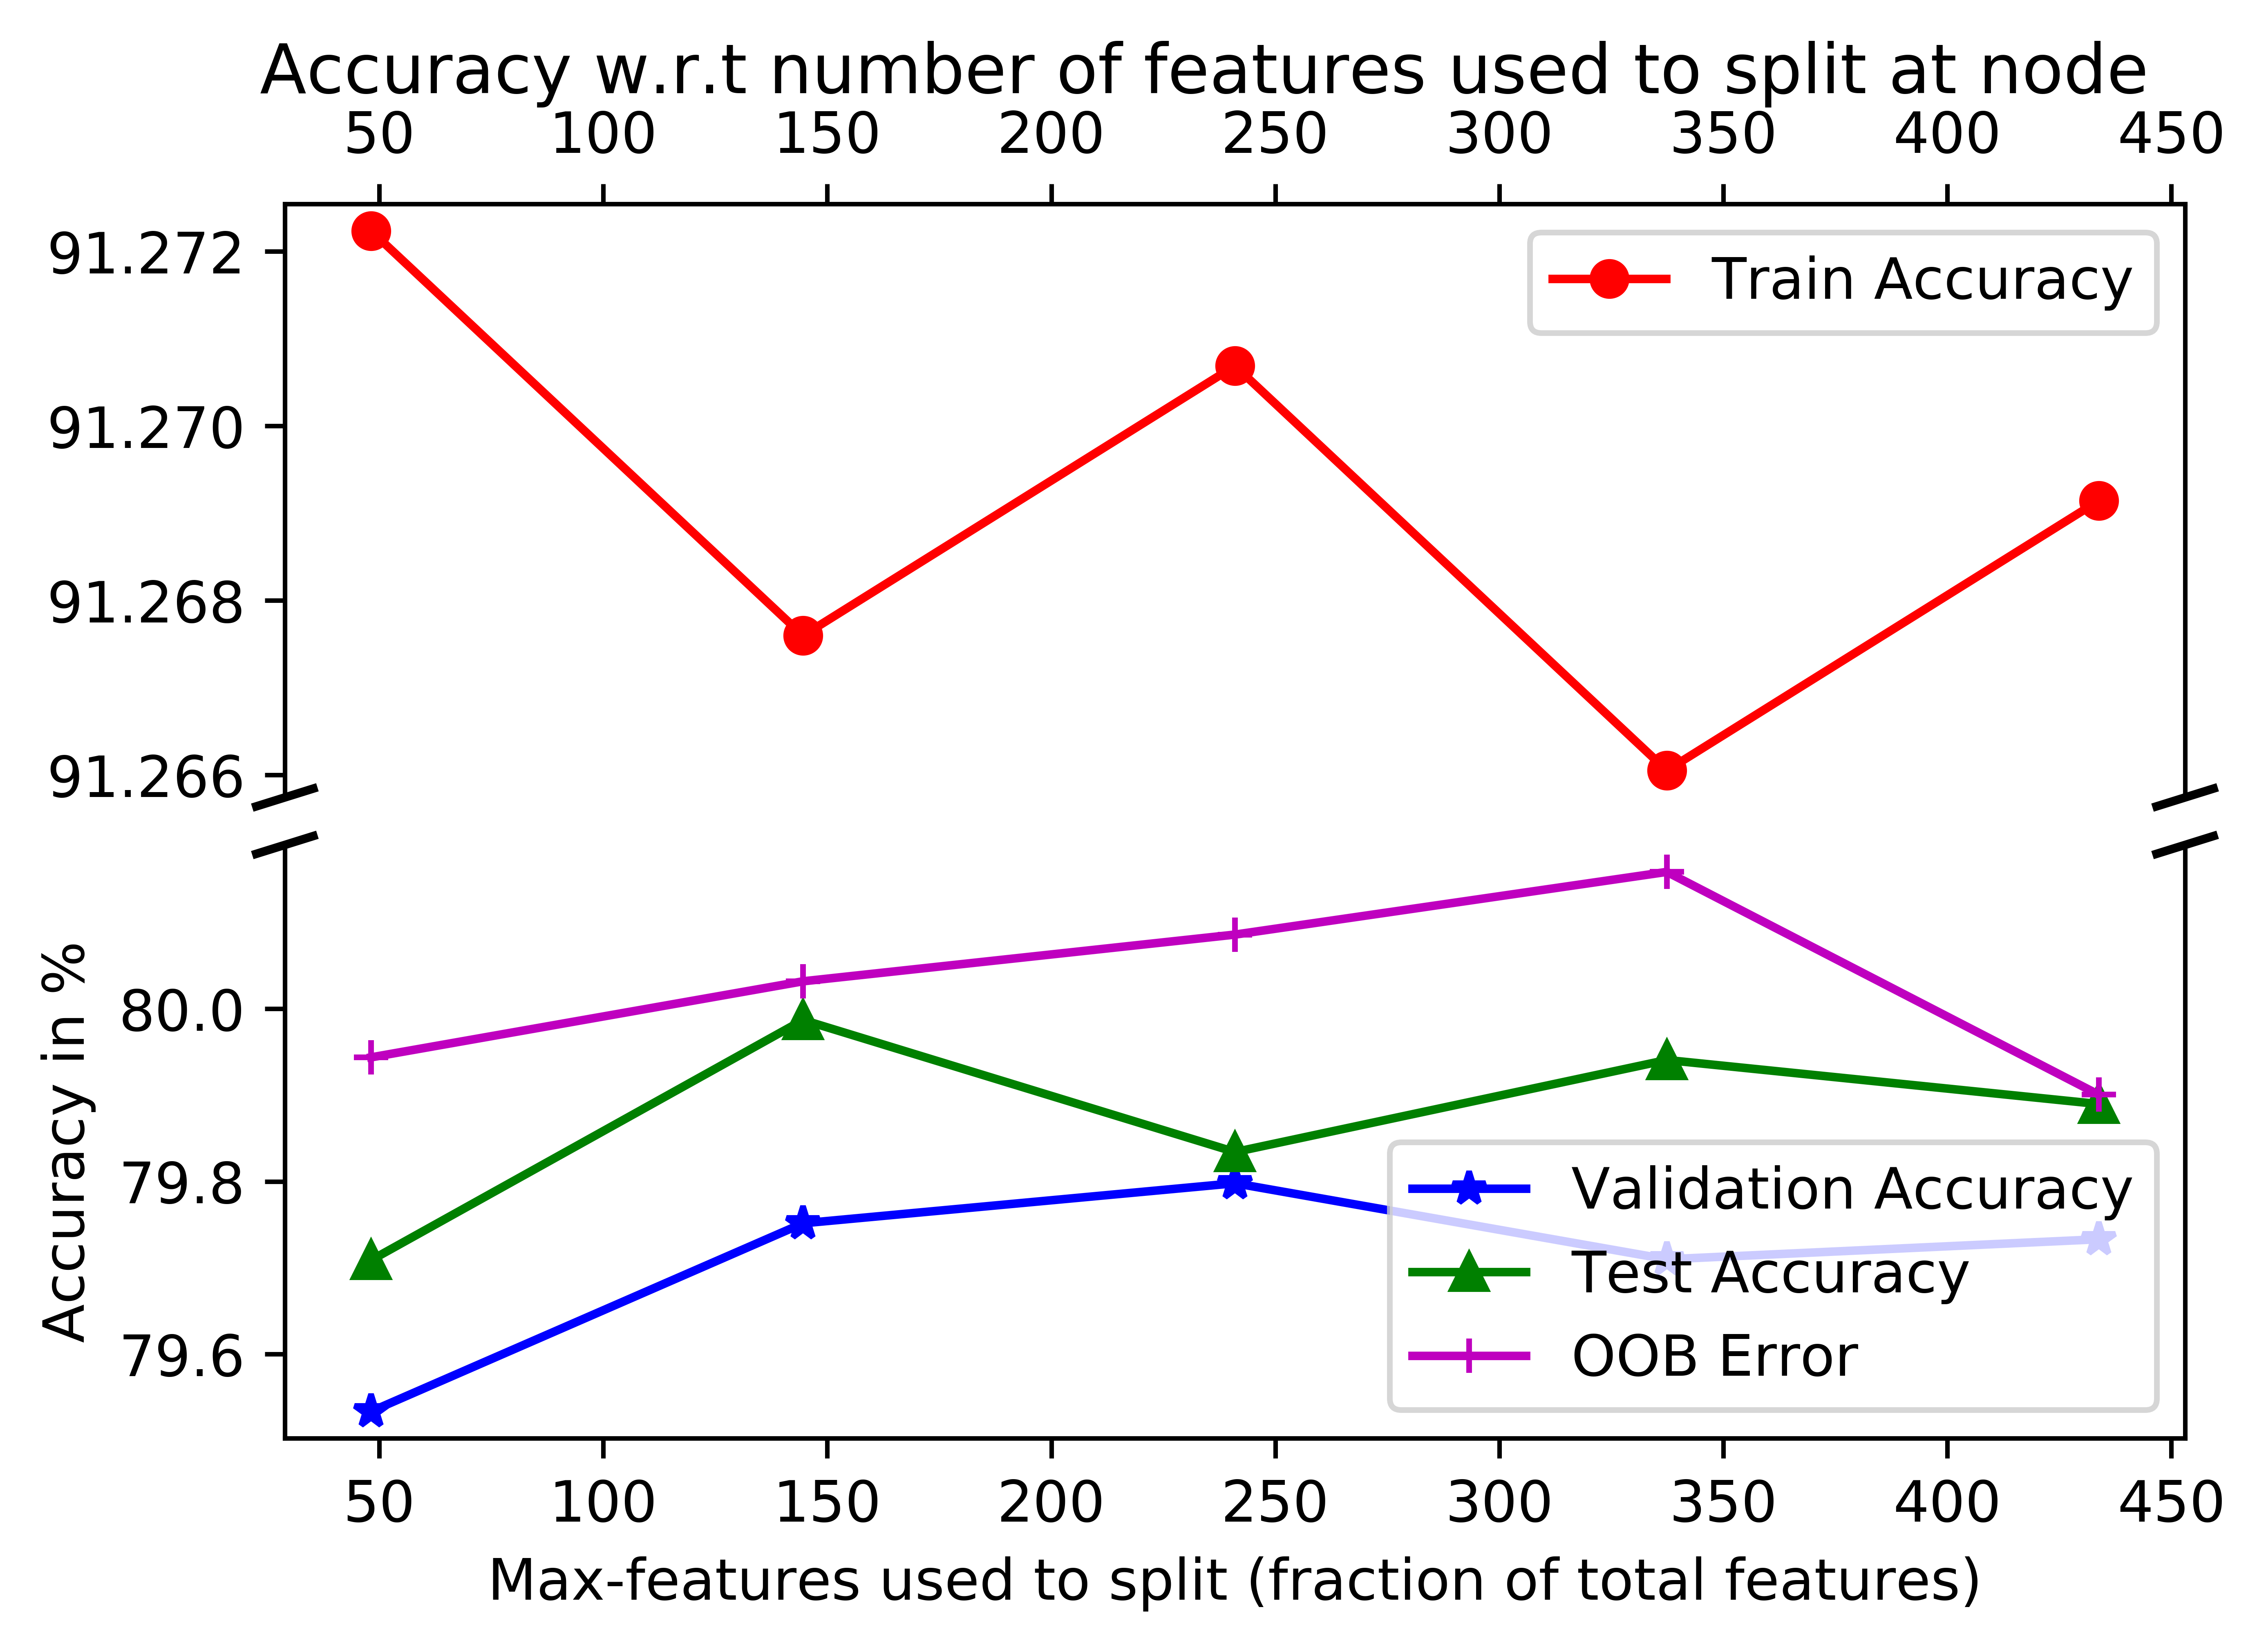 Accuracy w.r.t number of features used to split at node
50 100 150 200 250 300 350 400 450
91.272
Train Accuracy
91.270
91.268
91.266
Accuracy in %
80.0
79.8
79.6
Validation Accuracy
Test Accuracy
OOB Error
50 100 150 200 250 300 350 400 450
Max-features used to split (fraction of total features)